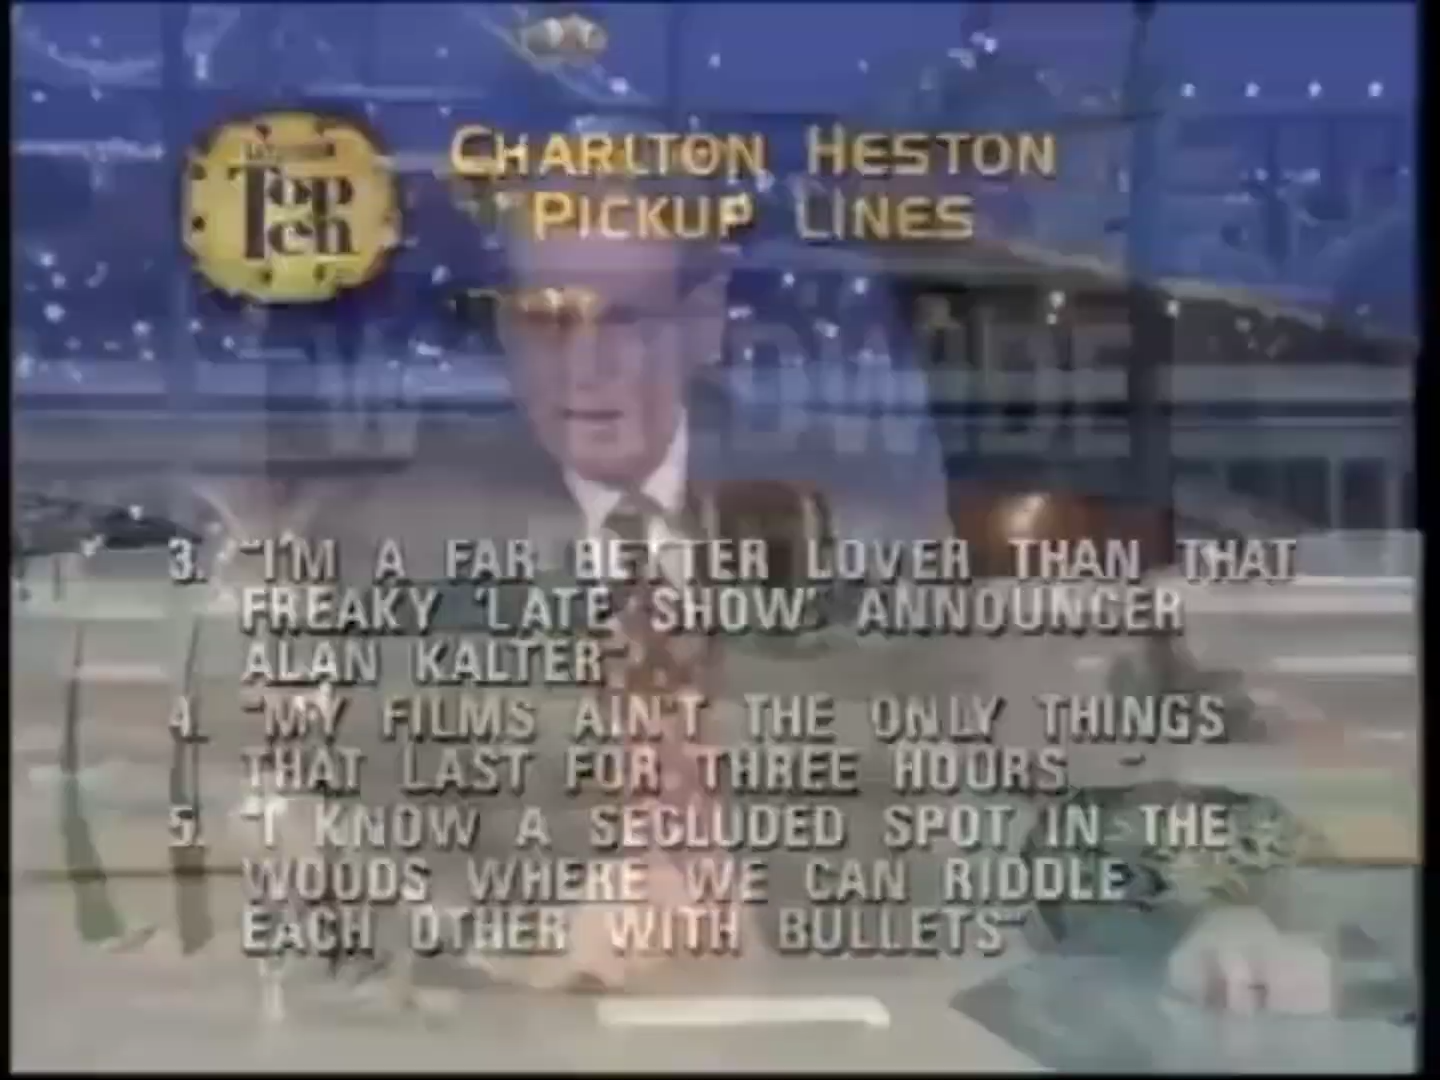 Top
Ten
CHARLTON HESTON
PICKUP LINES
WORLDWIDE
3. "I'M A FAR BETTER LOVER THAN THAT
FREAKY 'LATE SHOW' ANNOUNCER
ALAN KALTER"
4. "MY FILMS AIN'T THE ONLY THINGS
THAT LAST FOR THREE HOURS "
5. "I KNOW A SECLUDED SPOT IN THE
WOODS WHERE WE CAN RIDDLE
EACH OTHER WITH BULLETS"